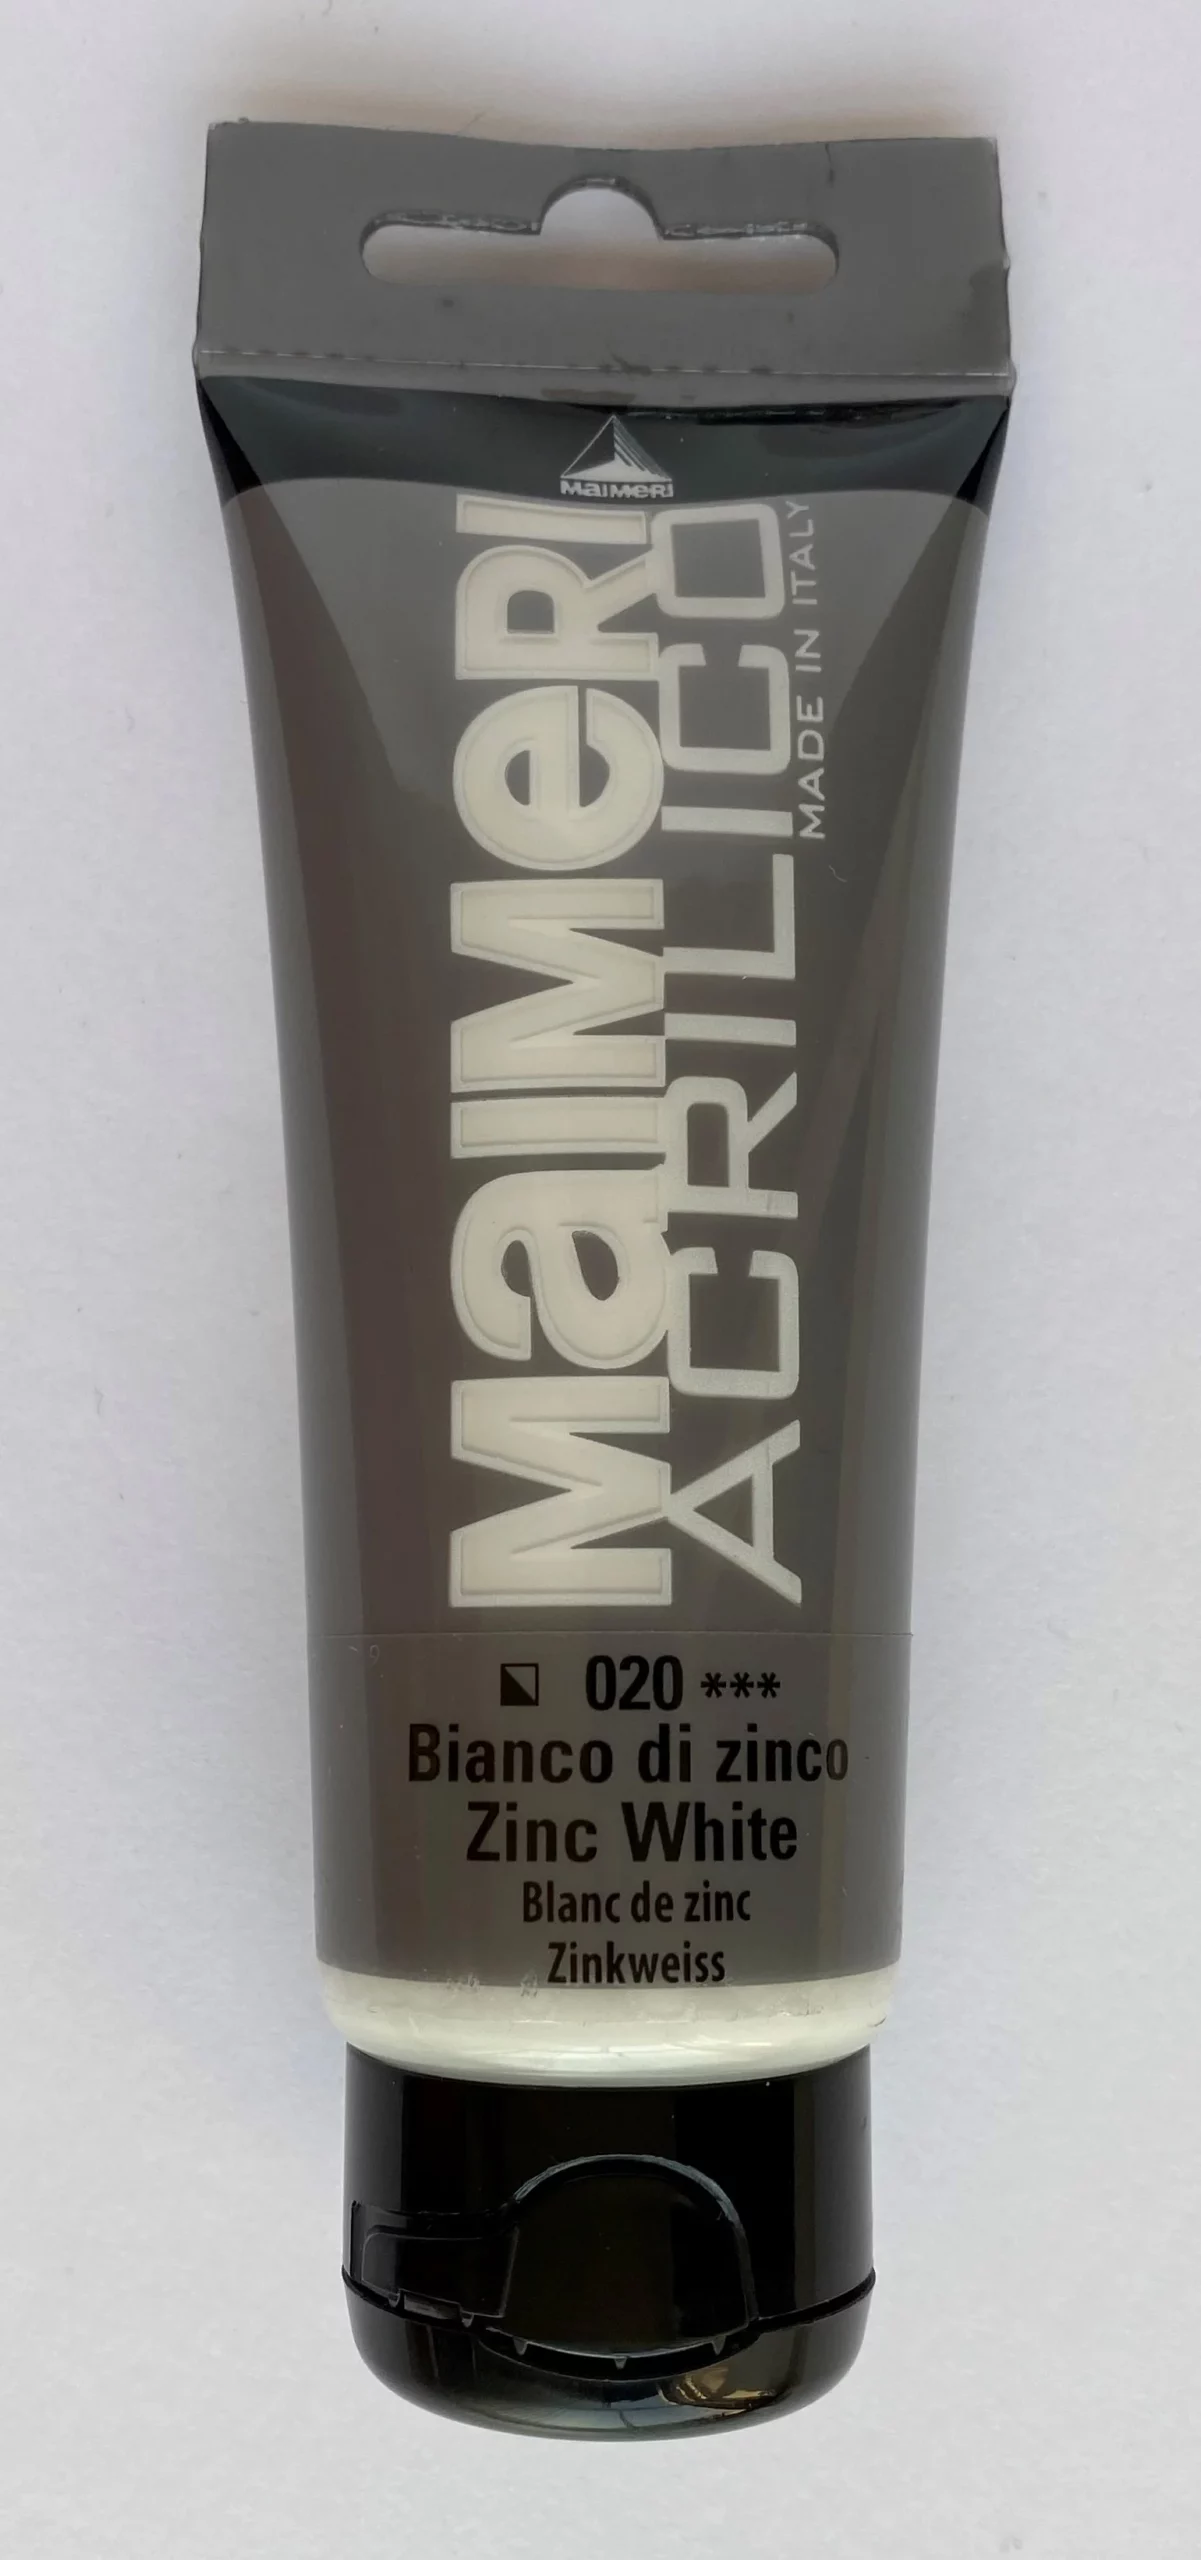 MaIMeRI
MaIMeRI
ACRILICO
MADE IN ITALY
020 ***
Bianco di zinco
Zinc White
Blanc de zinc
Zinkweiss